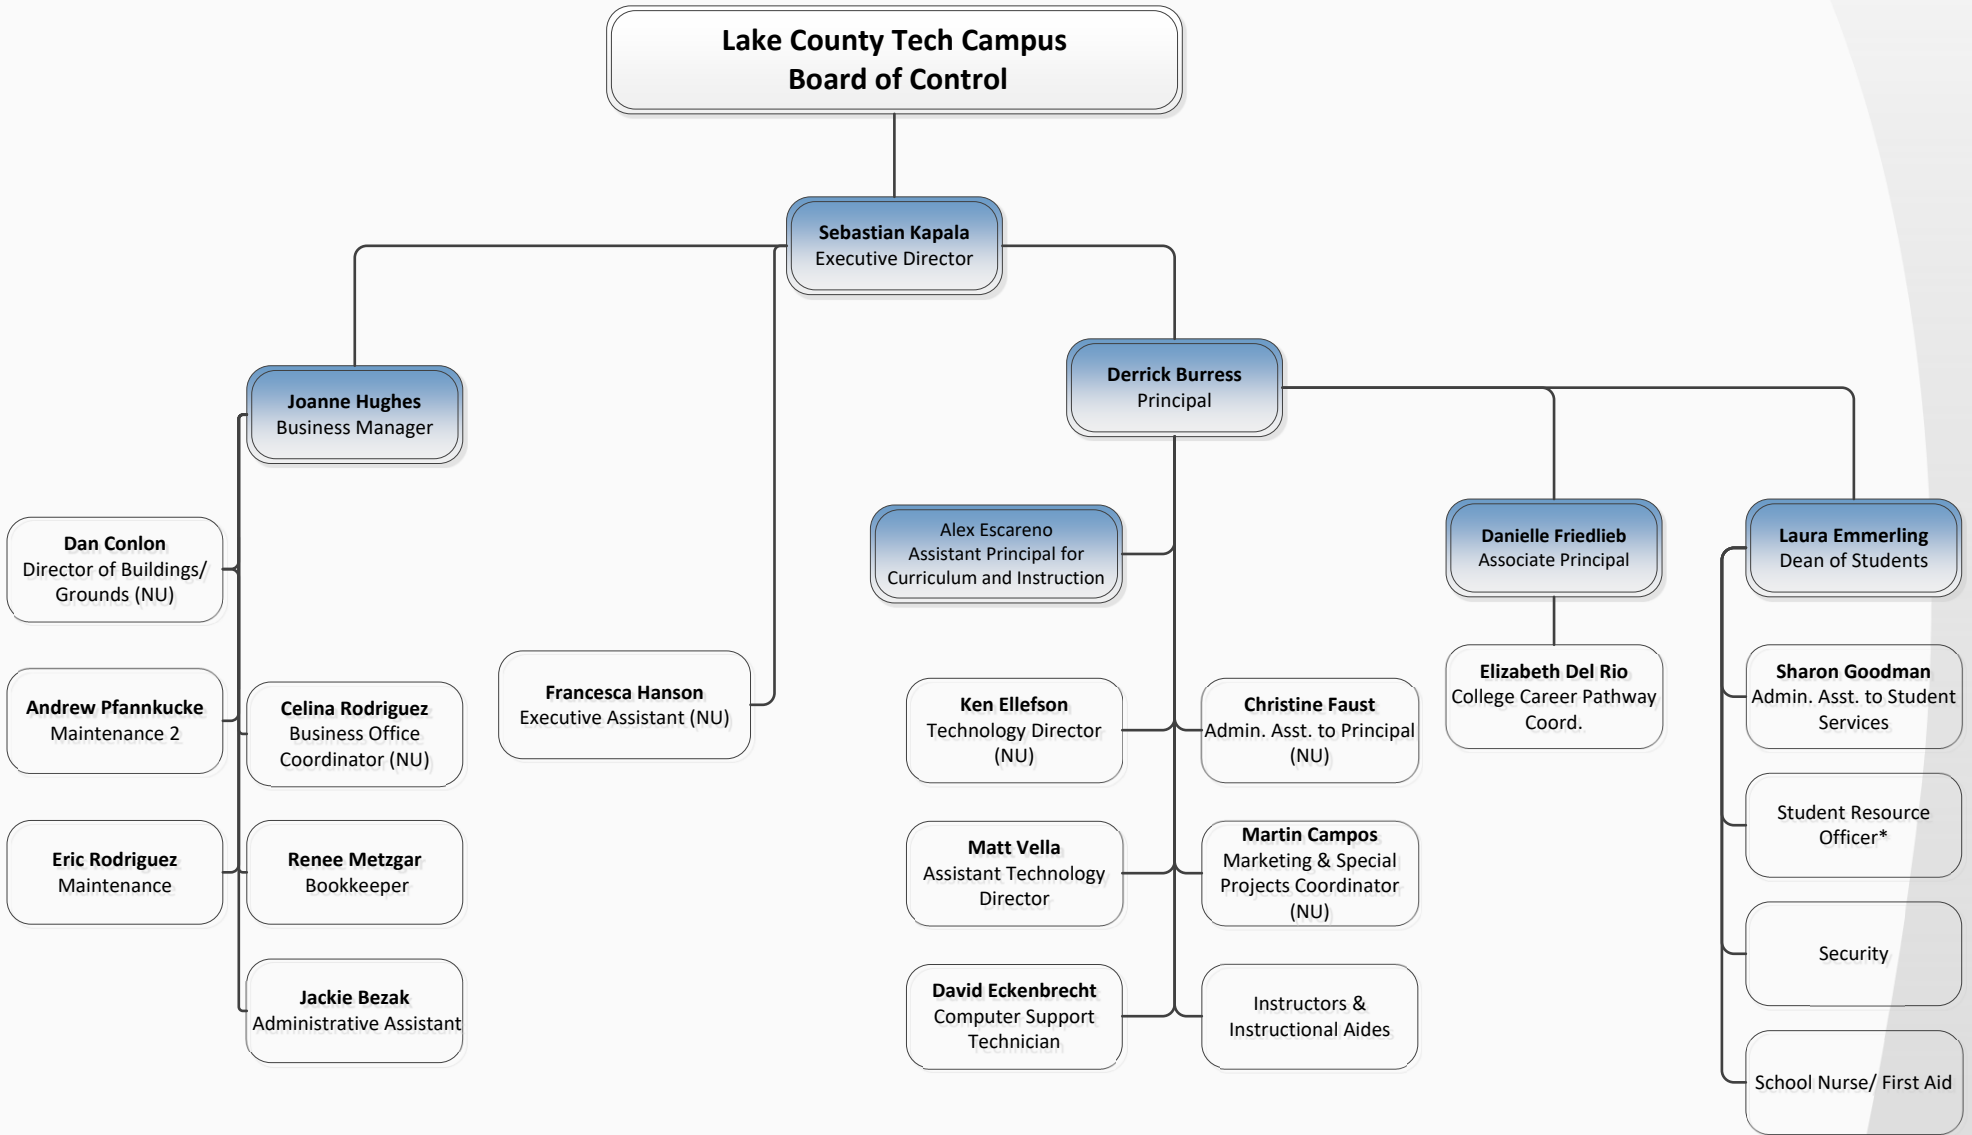 Lake County Tech Campus
Board of Control
Sebastian Kapala
Executive Director
Joanne Hughes
Business Manager
Derrick Burress
Principal
Dan Conlon
Director of Buildings/
Grounds (NU)
Andrew Pfannkucke
Maintenance 2
Eric Rodriguez
Maintenance
Celina Rodriguez
Business Office
Coordinator (NU)
Renee Metzgar
Bookkeeper
Jackie Bezak
Administrative Assistant
Francesca Hanson
Executive Assistant (NU)
Alex Escareno
Assistant Principal for
Curriculum and Instruction
Ken Ellefson
Technology Director
(NU)
Matt Vella
Assistant Technology
Director
David Eckenbrecht
Computer Support
Technician
Christine Faust
Admin. Asst. to Principal
(NU)
Martin Campos
Marketing & Special
Projects Coordinator
(NU)
Instructors &
Instructional Aides
Danielle Friedlieb
Associate Principal
Elizabeth Del Rio
College Career Pathway
Coord.
Laura Emmerling
Dean of Students
Sharon Goodman
Admin. Asst. to Student
Services
Student Resource
Officer*
Security
School Nurse/ First Aid